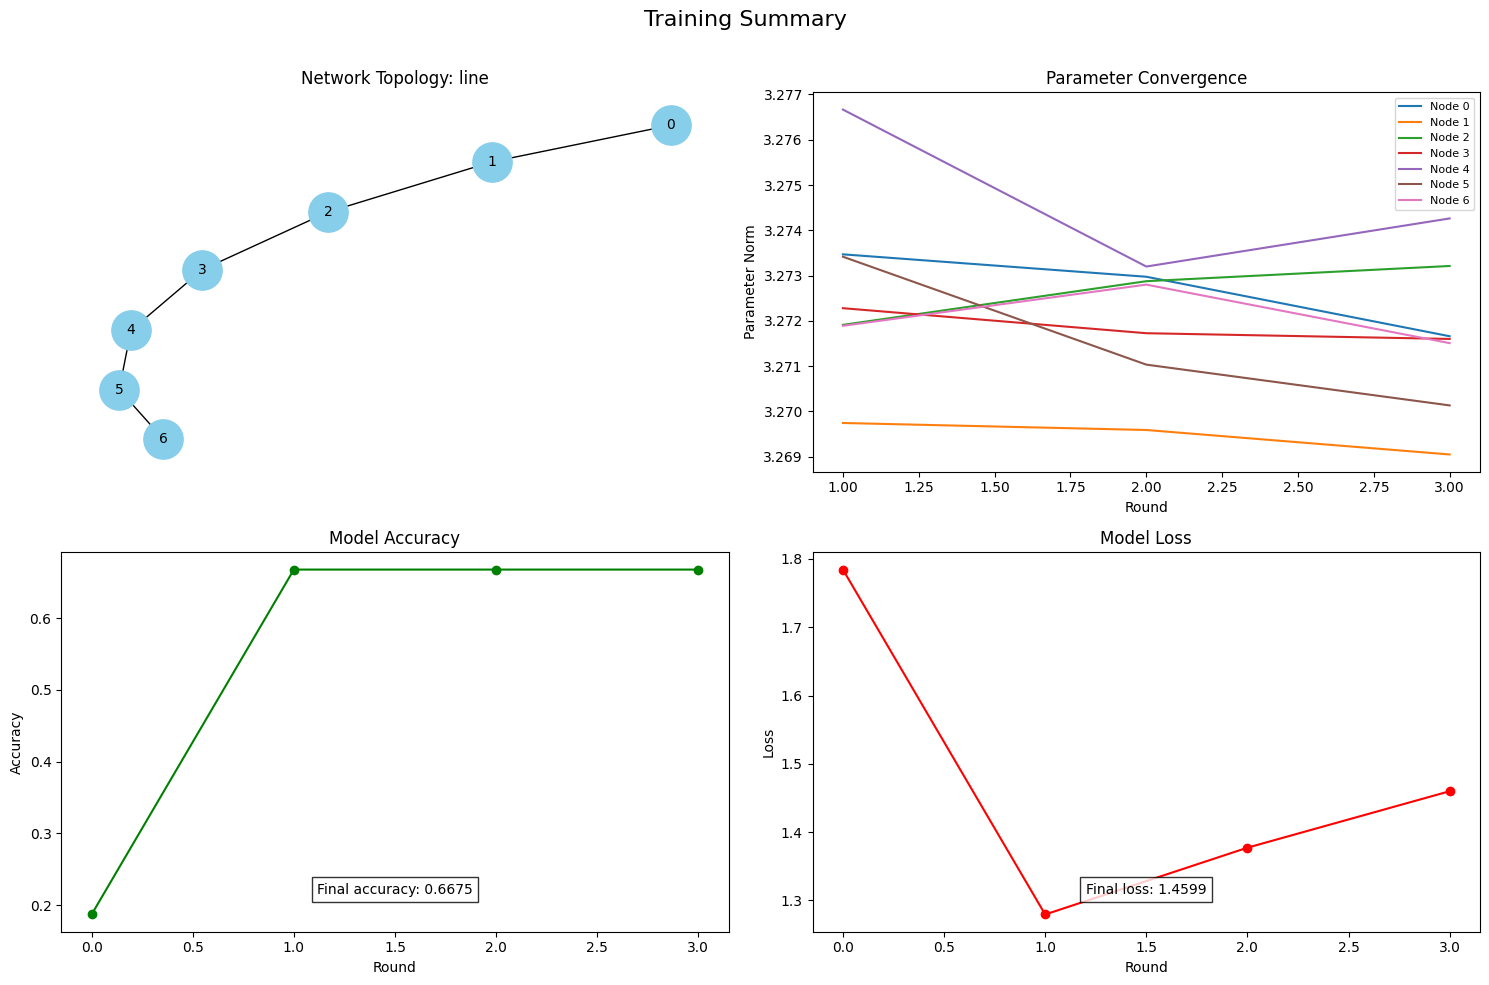 Training Summary
Network Topology: line
0
1
2
3
4
5
6
Parameter Convergence
Parameter Norm
3.277
3.276
3.275
3.274
3.273
3.272
3.271
3.270
3.269
Node 0
Node 1
Node 2
Node 3
Node 4
Node 5
Node 6
1.00 1.25 1.50 1.75 2.00 2.25 2.50 2.75 3.00
Round
Model Accuracy
Accuracy
0.6
0.5
0.4
0.3
0.2
Final accuracy: 0.6675
0.0 0.5 1.0 1.5 2.0 2.5 3.0
Round
Model Loss
Loss
1.8
1.7
1.6
1.5
1.4
1.3
Final loss: 1.4599
0.0 0.5 1.0 1.5 2.0 2.5 3.0
Round